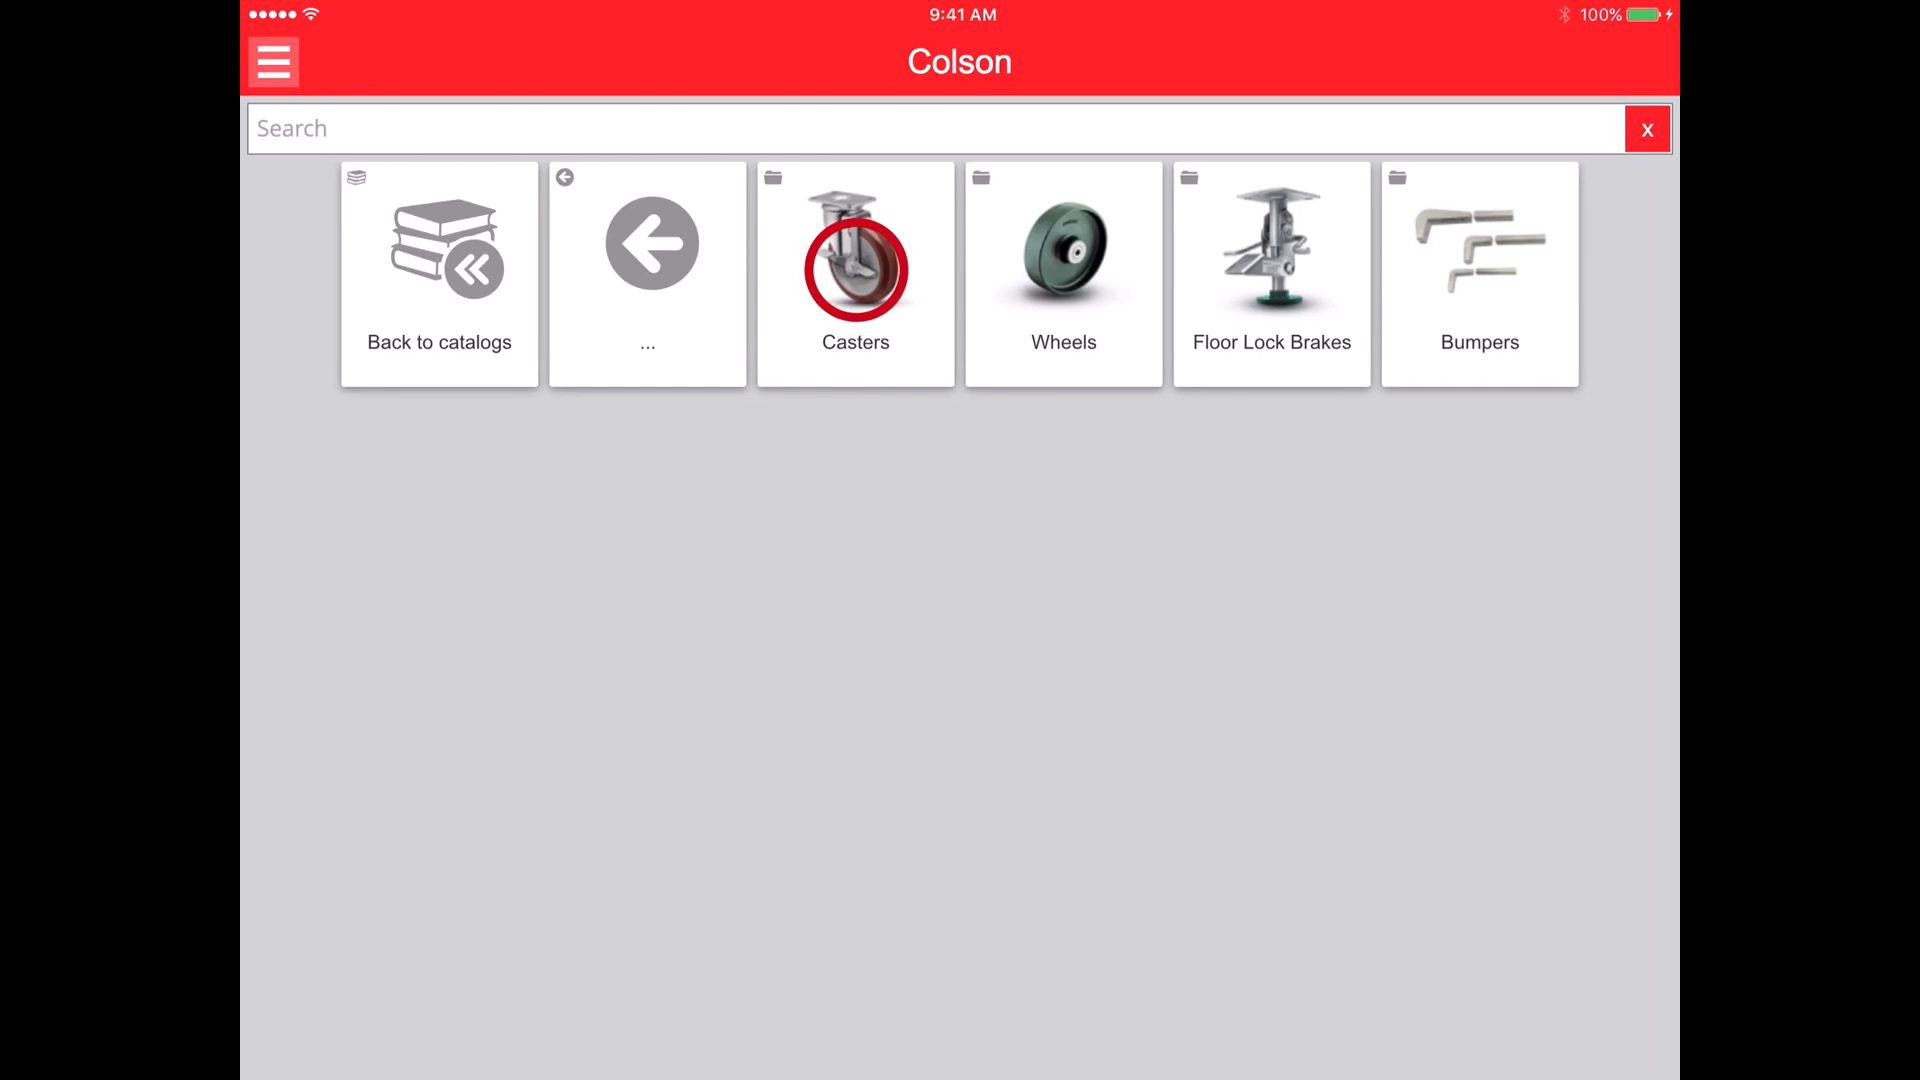 9:41 AM
100%
Colson
Search
x
Back to catalogs
...
Casters
Wheels
Floor Lock Brakes
Bumpers